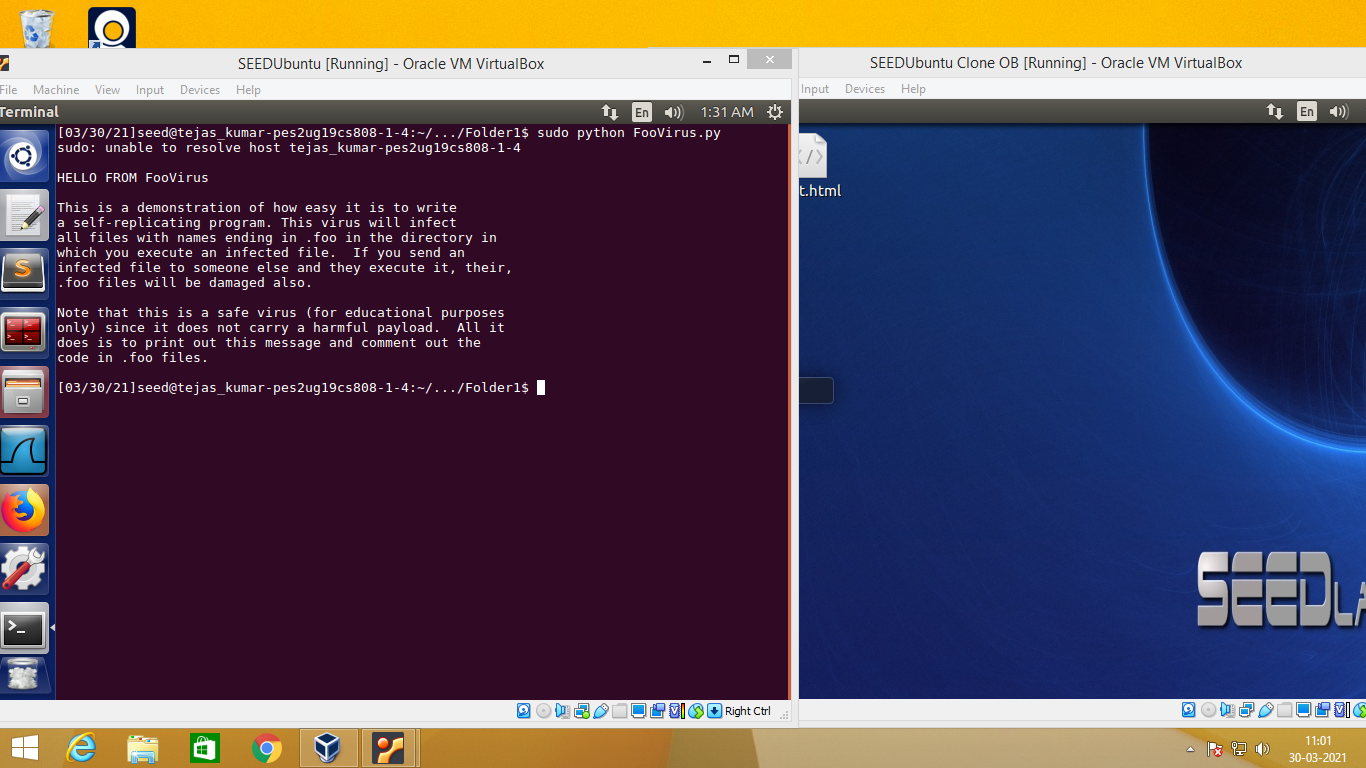 SEEDUbuntu [Running] - Oracle VM VirtualBox
File Machine View Input Devices Help
Terminal
En
1:31 AM
[03/30/21]seed@tejas_kumar-pes2ug19cs808-1-4:~/.../Folder1$ sudo python FooVirus.py
sudo: unable to resolve host tejas_kumar-pes2ug19cs808-1-4
HELLO FROM FooVirus
This is a demonstration of how easy it is to write
a self-replicating program. This virus will infect
all files with names ending in .foo in the directory in
which you execute an infected file.  If you send an
infected file to someone else and they execute it, their,
.foo files will be damaged also.
Note that this is a safe virus (for educational purposes
only) since it does not carry a harmful payload.  All it
does is to print out this message and comment out the
code in .foo files.
[03/30/21]seed@tejas_kumar-pes2ug19cs808-1-4:~/.../Folder1$
Right Ctrl
SEEDUbuntu Clone OB [Running] - Oracle VM VirtualBox
Input Devices Help
En
t.html
SEED LA
11:01
30-03-2021